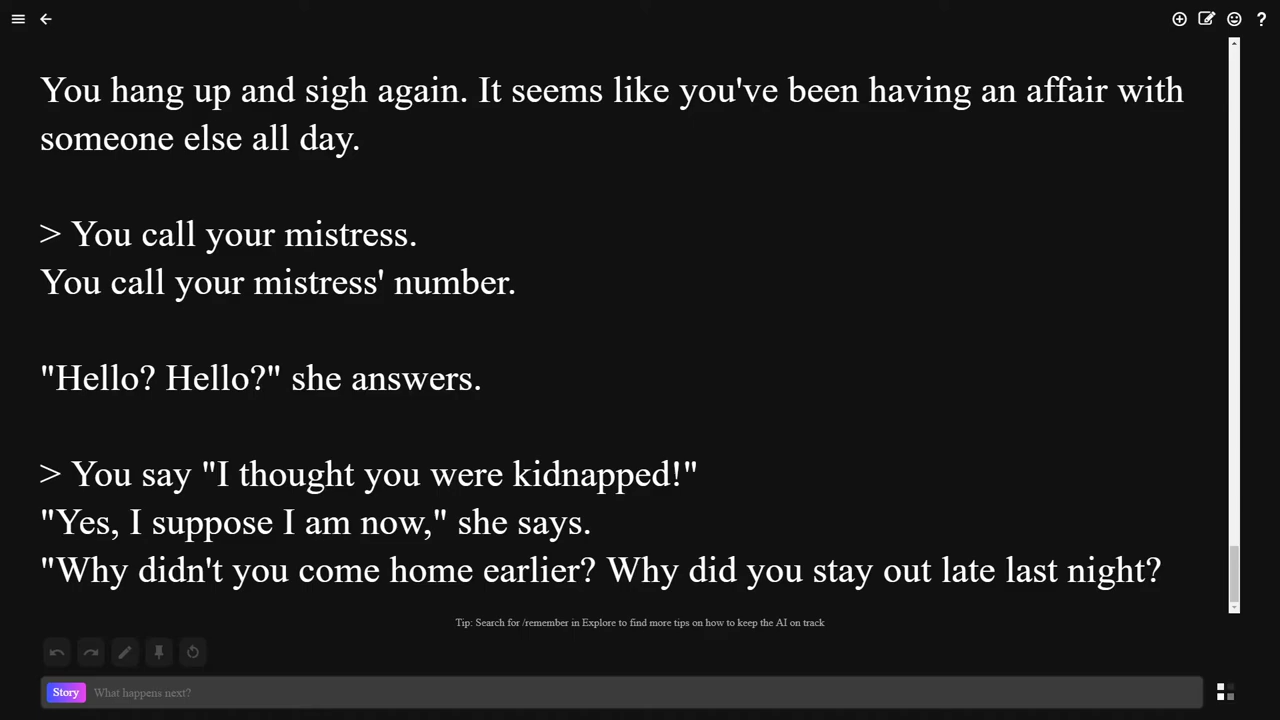 You hang up and sigh again. It seems like you've been having an affair with
someone else all day.
> You call your mistress.
You call your mistress' number.
"Hello? Hello?" she answers.
> You say "I thought you were kidnapped!"
"Yes, I suppose I am now," she says.
"Why didn't you come home earlier? Why did you stay out late last night?
Tip: Search for /remember in Explore to find more tips on how to keep the AI on track
Story What happens next?